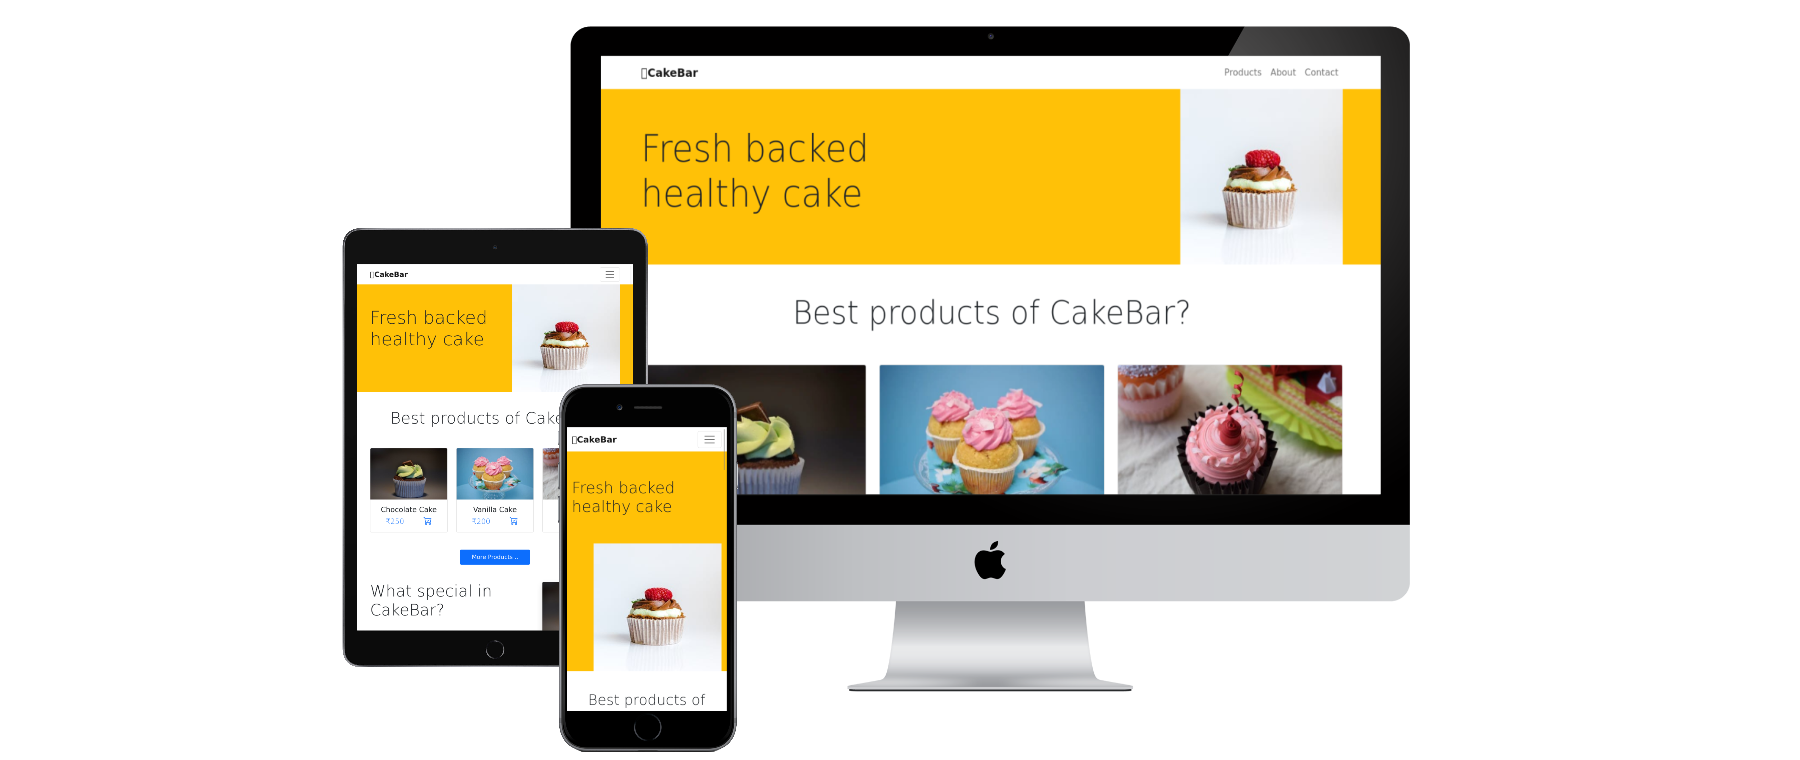 CakeBar
Products About Contact
Fresh backed
healthy cake
Best products of CakeBar?
CakeBar
Fresh backed
healthy cake
Best products of
Chocolate Cake
₹250
Vanilla Cake
₹200
More Products...
What special in
CakeBar?
CakeBar
Fresh backed
healthy cake
Best products of